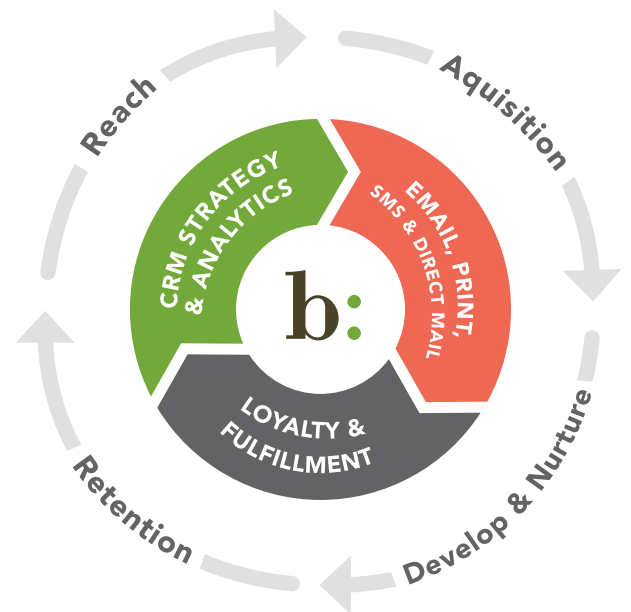 Reach
Aquisition
Develop & Nurture
Retention
CRM STRATEGY
& ANALYTICS
EMAIL, PRINT,
SMS & DIRECT MAIL
LOYALTY &
FULFILLMENT
b: